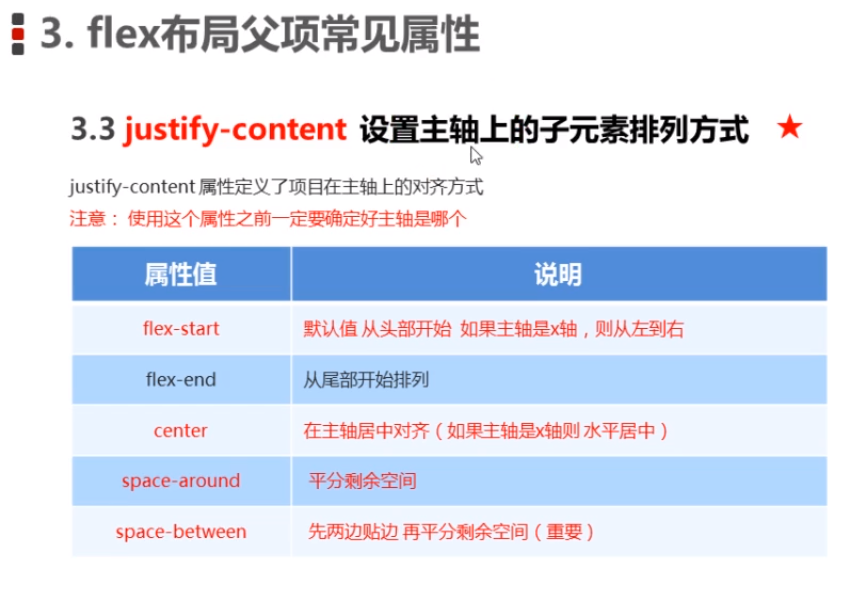 3. flex布局父项常见属性
3.3 justify-content 设置主轴上的子元素排列方式 ★
justify-content 属性定义了项目在主轴上的对齐方式
注意： 使用这个属性之前一定要确定好主轴是哪个
属性值 说明
flex-start 默认值 从头部开始 如果主轴是x轴，则从左到右
flex-end 从尾部开始排列
center 在主轴居中对齐（如果主轴是x轴则 水平居中）
space-around 平分剩余空间
space-between 先两边贴边 再平分剩余空间（重要）